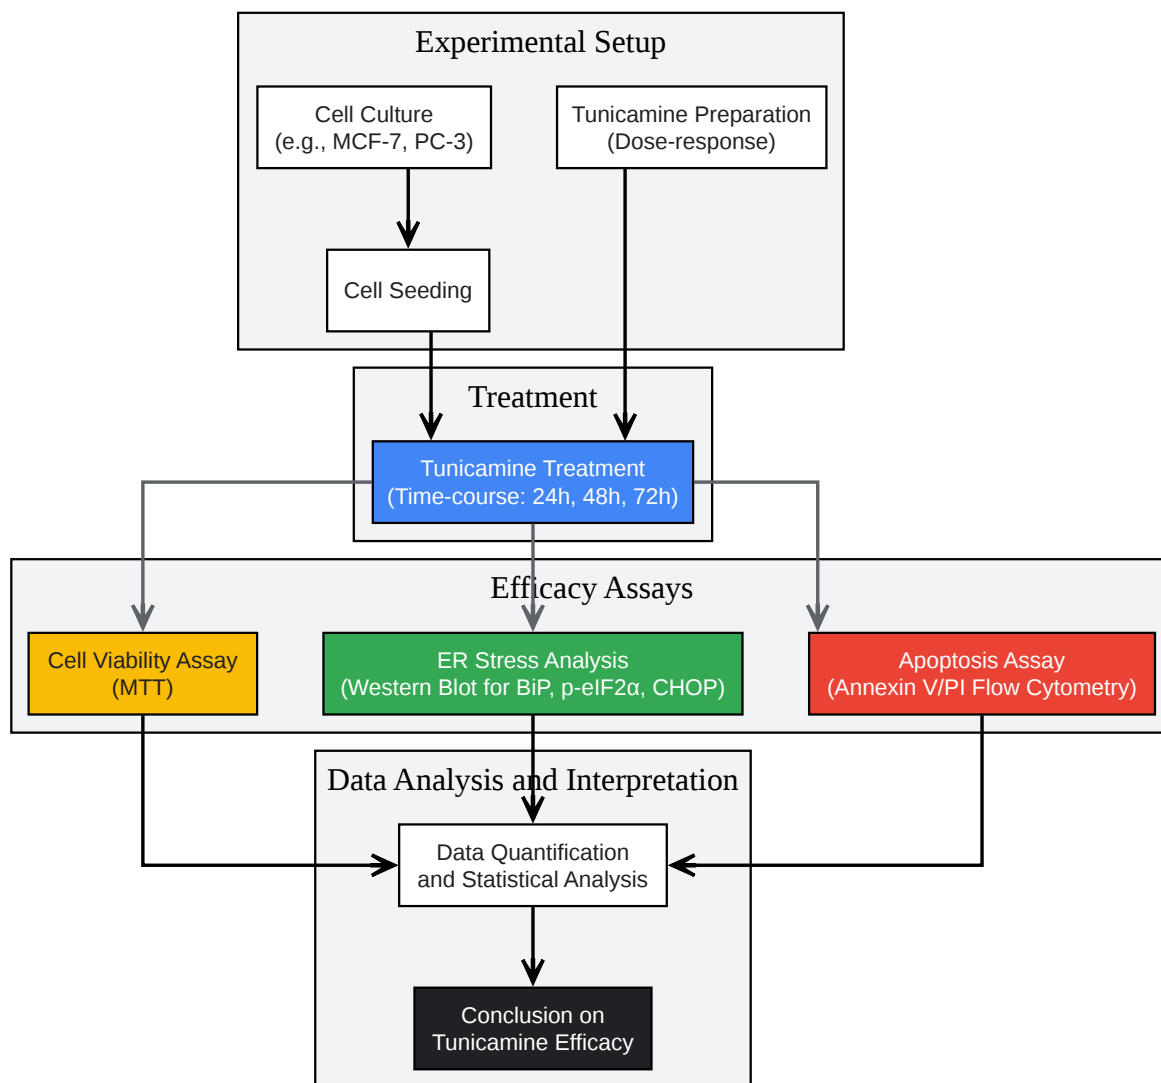 Experimental Setup
Cell Culture
(e.g., MCF-7, PC-3)
Tunicamine Preparation
(Dose-response)
Cell Seeding
Treatment
Tunicamine Treatment
(Time-course: 24h, 48h, 72h)
Efficacy Assays
Cell Viability Assay
(MTT)
ER Stress Analysis
(Western Blot for BiP, p-eIF2α, CHOP)
Apoptosis Assay
(Annexin V/PI Flow Cytometry)
Data Analysis and Interpretation
Data Quantification
and Statistical Analysis
Conclusion on
Tunicamine Efficacy